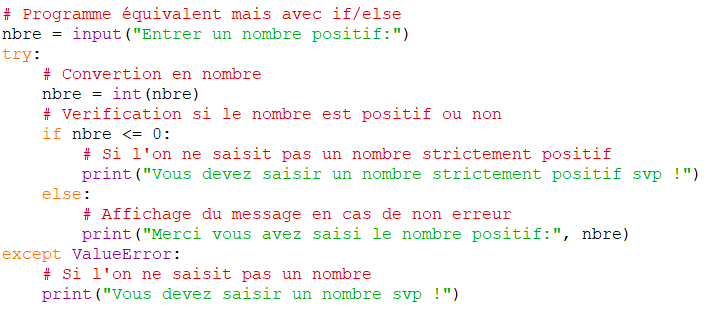 # Programme équivalent mais avec if/else
nbre = input("Entrer un nombre positif:")
try:
    # Convertion en nombre
    nbre = int(nbre)
    # Verification si le nombre est positif ou non
    if nbre <= 0:
        # Si l'on ne saisit pas un nombre strictement positif
        print("Vous devez saisir un nombre strictement positif svp !")
    else:
        # Affichage du message en cas de non erreur
        print("Merci vous avez saisi le nombre positif:", nbre)
except ValueError:
    # Si l'on ne saisit pas un nombre
    print("Vous devez saisir un nombre svp !")